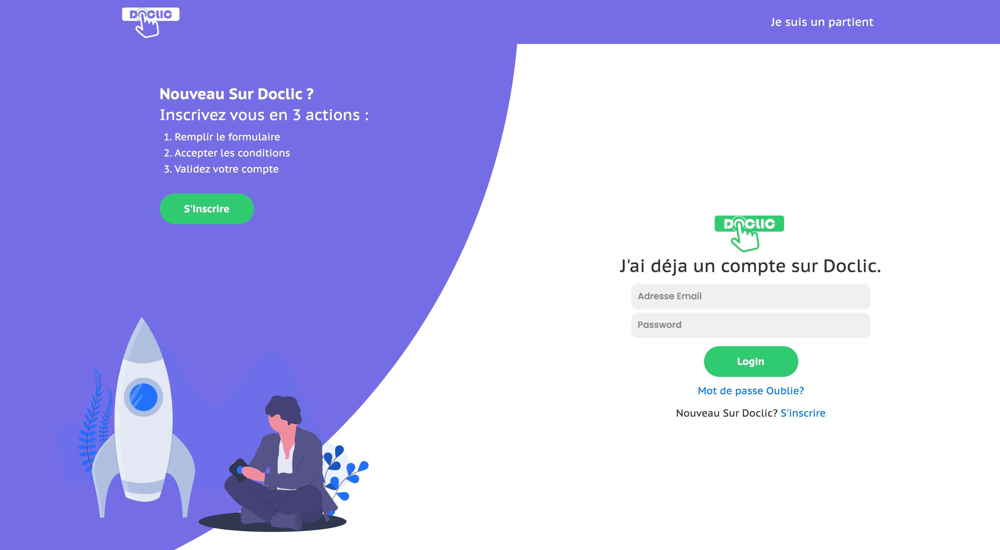 DOCLIC
Je suis un partient
Nouveau Sur Doclic ?
Inscrivez vous en 3 actions :
1. Remplir le formulaire
2. Accepter les conditions
3. Validez votre compte
S'inscrire
DOCLIC
J'ai déja un compte sur Doclic.
Adresse Email
Password
Login
Mot de passe Oublie?
Nouveau Sur Doclic? S'inscrire